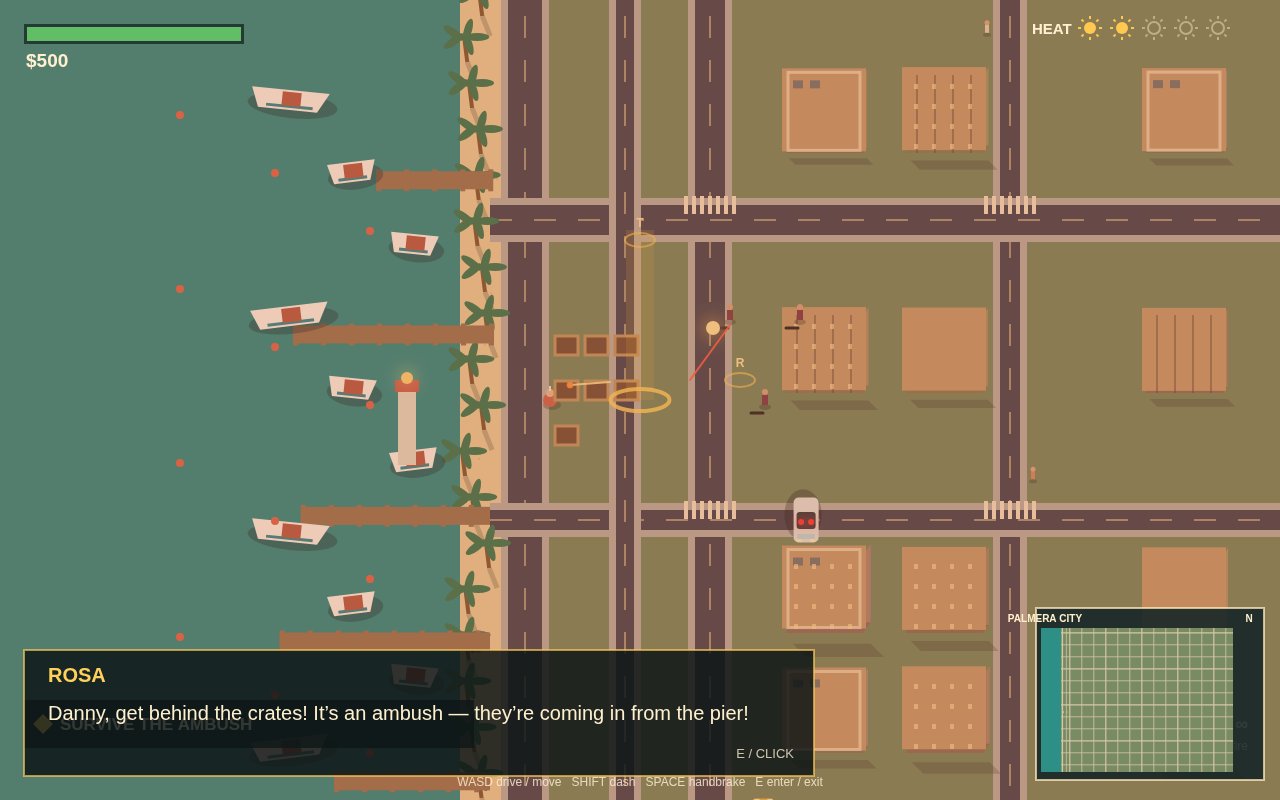 $500
HEAT
T
R
PALMERA CITY
N
ROSA
Danny, get behind the crates! It’s an ambush — they’re coming in from the pier!
SURVIVE THE AMBUSH
∞
E / CLICK
WASD drive / move SHIFT dash SPACE handbrake E enter / exit